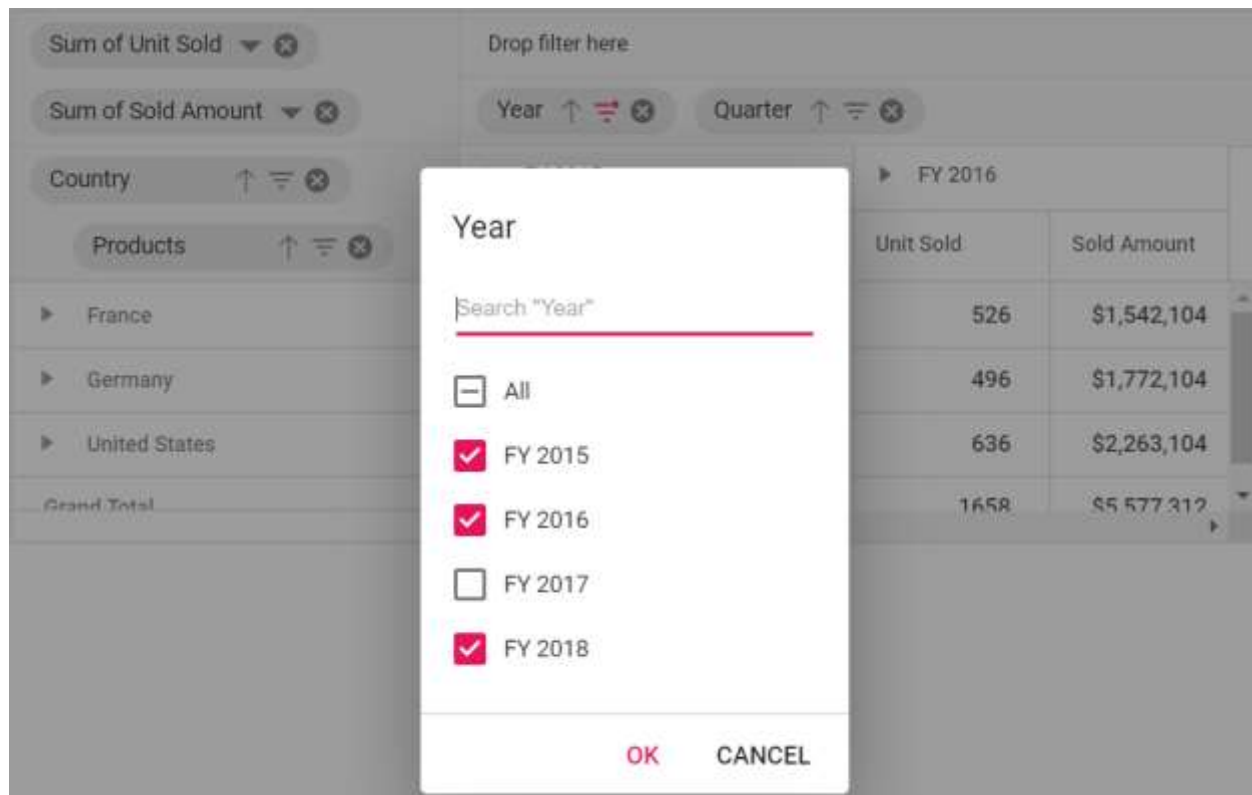 Sum of Unit Sold
Drop filter here
Sum of Sold Amount
Year
Quarter
Country
FY 2016
Products
Unit Sold
Sold Amount
France
526
$1,542,104
Germany
496
$1,772,104
United States
636
$2,263,104
Grand Total
1658
$5,577,312
Year
Search "Year"
All
FY 2015
FY 2016
FY 2017
FY 2018
OK
CANCEL